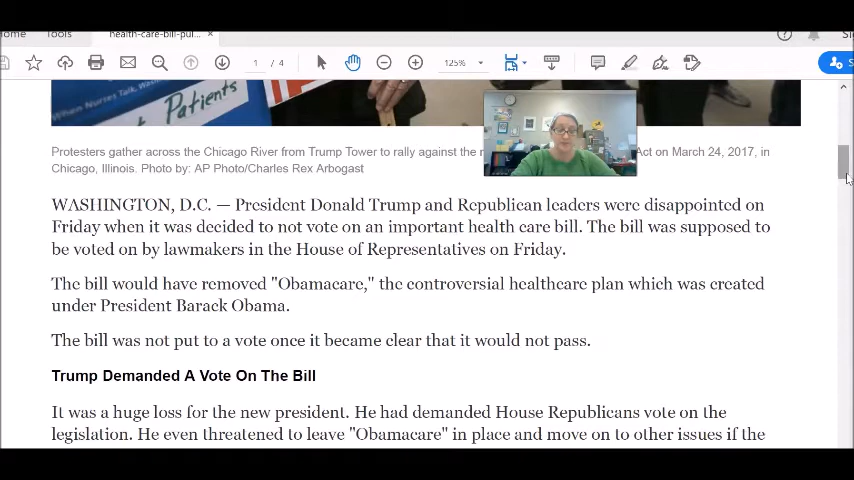 Home Tools health-care-bill-pul... ×
1 / 4 125%
When Nurses Talk, Wash
Patients
Protesters gather across the Chicago River from Trump Tower to rally against the r Act on March 24, 2017, in
Chicago, Illinois. Photo by: AP Photo/Charles Rex Arbogast
WASHINGTON, D.C. — President Donald Trump and Republican leaders were disappointed on
Friday when it was decided to not vote on an important health care bill. The bill was supposed to
be voted on by lawmakers in the House of Representatives on Friday.
The bill would have removed "Obamacare," the controversial healthcare plan which was created
under President Barack Obama.
The bill was not put to a vote once it became clear that it would not pass.
Trump Demanded A Vote On The Bill
It was a huge loss for the new president. He had demanded House Republicans vote on the
legislation. He even threatened to leave "Obamacare" in place and move on to other issues if the